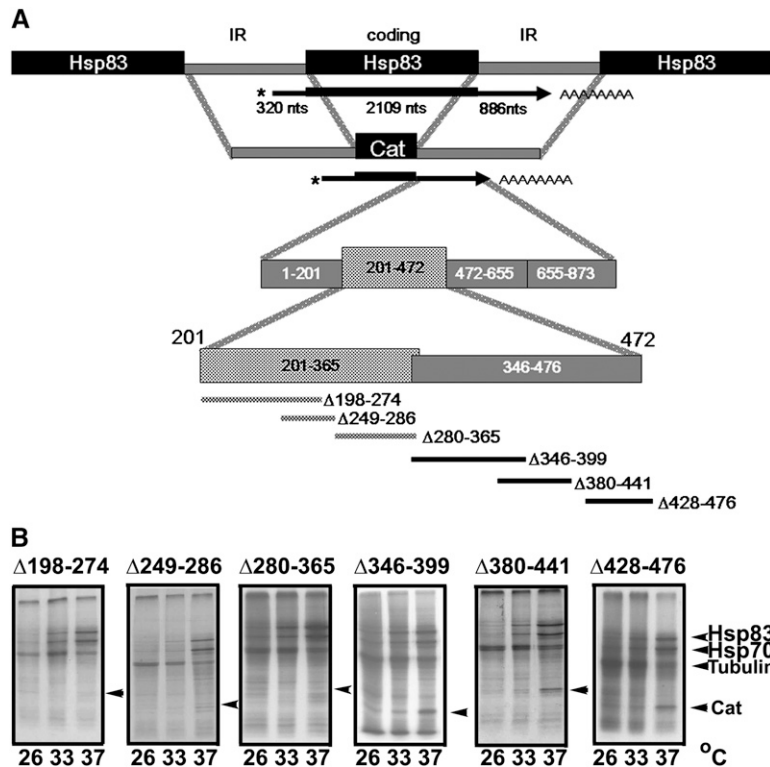 A
IR coding IR
Hsp83 Hsp83 Hsp83
* 320 nts 2109 nts 886nts AAAAAAAA
Cat
* AAAAAAAA
1-201 201-472 472-655 655-873
201 472
201-365 346-476
Δ198-274
Δ249-286
Δ280-365
Δ346-399
Δ380-441
Δ428-476
B
Δ198-274 Δ249-286 Δ280-365 Δ346-399 Δ380-441 Δ428-476
Hsp83
Hsp70
Tubulin
Cat
26 33 37 26 33 37 26 33 37 26 33 37 26 33 37 26 33 37 °C